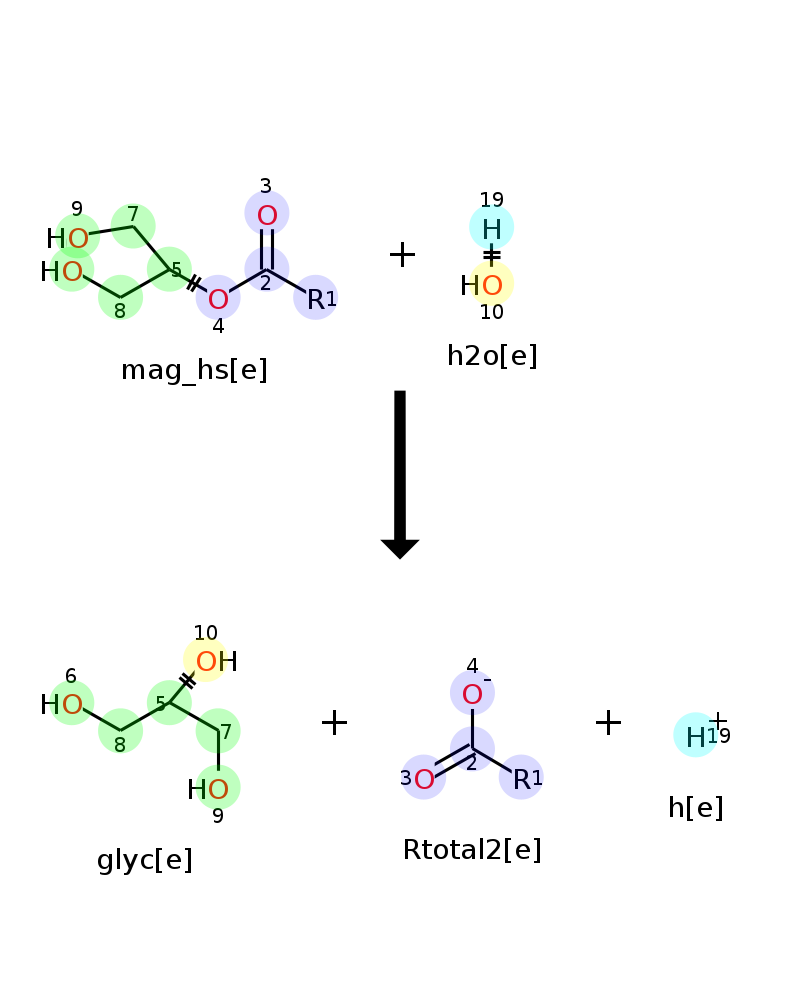 3
9
7
HO
O
HO
5
2
R1
O
8
4
+
19
H
HO
10
mag_hs[e]
h2o[e]
10
OH
6
HO
5
8
7
HO
9
+
4
O-
3O
2
R1
+
H+
19
glyc[e]
Rtotal2[e]
h[e]